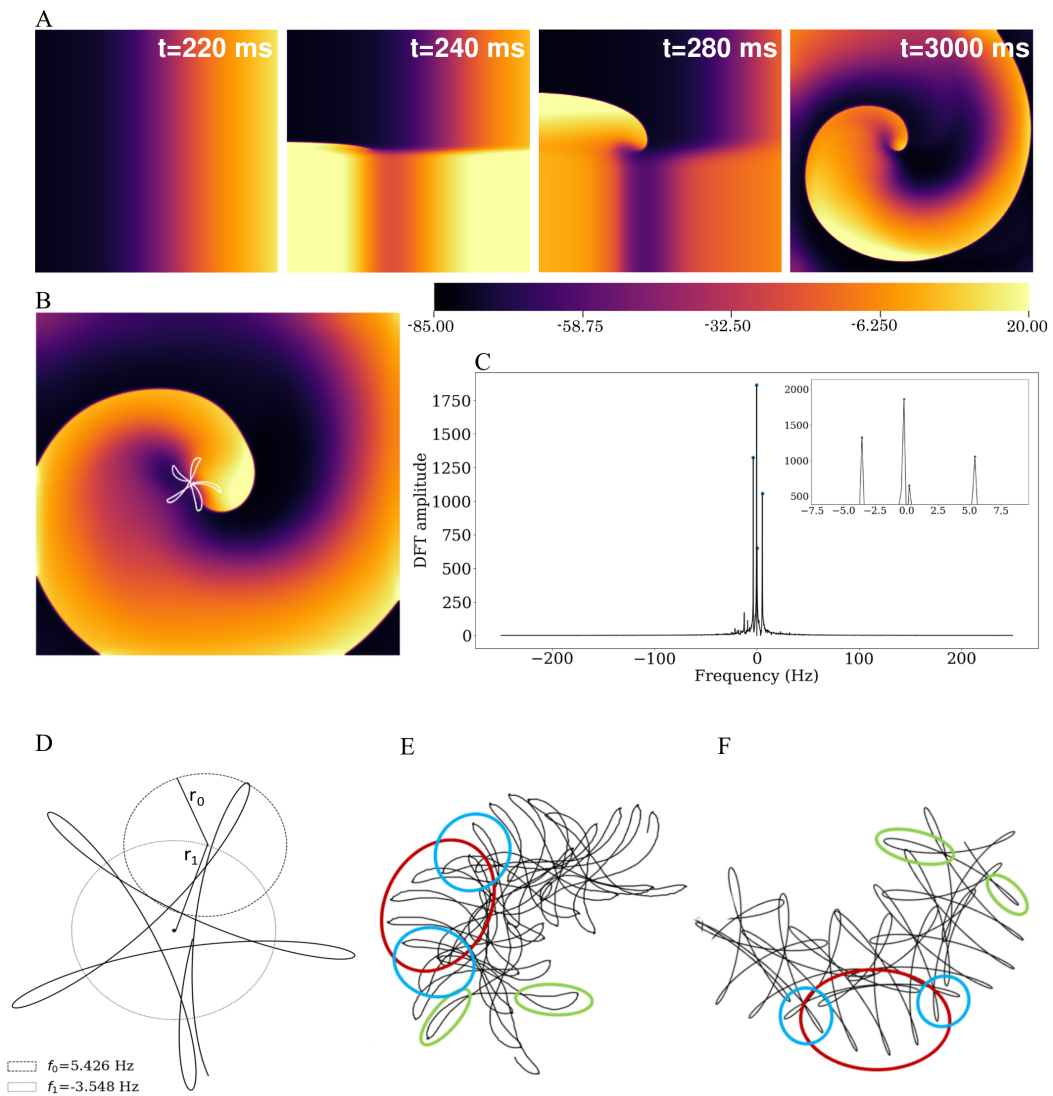 A
t=220 ms
t=240 ms
t=280 ms
t=3000 ms
B
-85.00
-58.75
-32.50
-6.250
20.00
C
DFT amplitude
1750
1500
1250
1000
750
500
250
0
−200
−100
0
100
200
Frequency (Hz)
2000
1500
1000
500
−7.5
−5.0
−2.5
0.0
2.5
5.0
7.5
D
r0
r1
f0=5.426 Hz
f1=-3.548 Hz
E
F